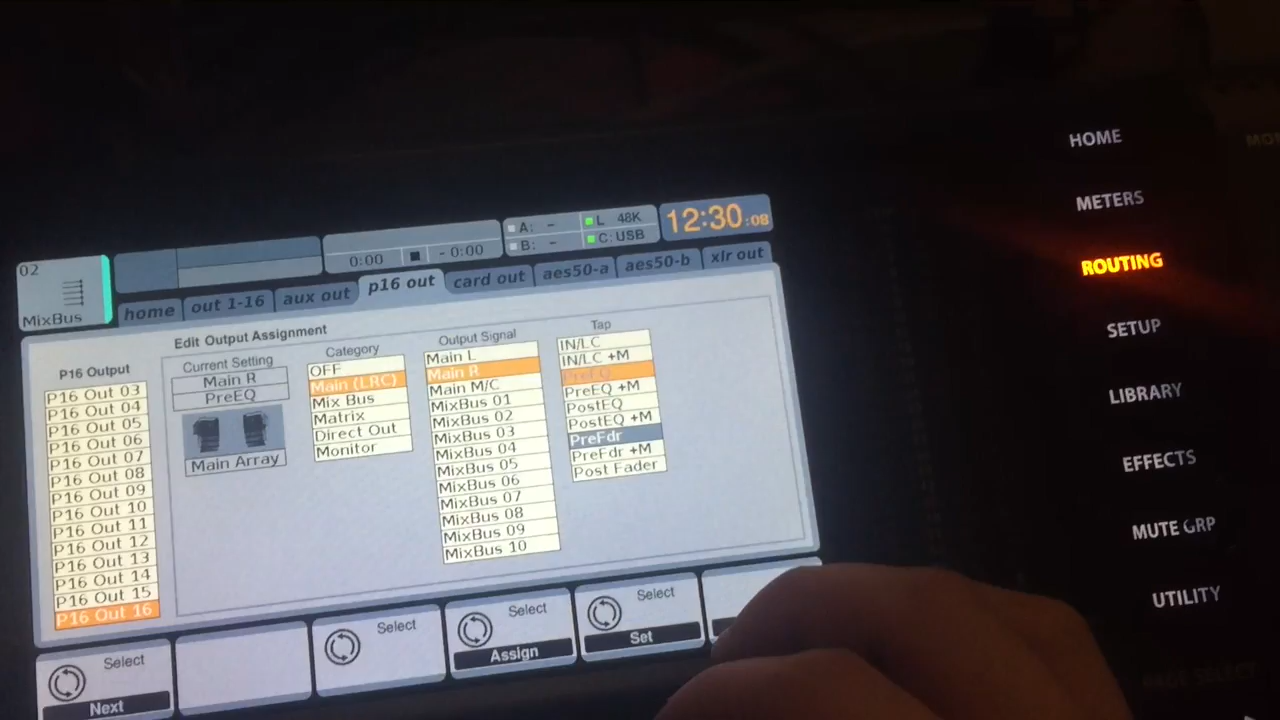 02
MixBus
0:00
- 0:00
A: -
B: -
L 48K
C: USB
12:30:08
home
out 1-16
aux out
p16 out
card out
aes50-a
aes50-b
xlr out
Edit Output Assignment
P16 Output
P16 Out 03
P16 Out 04
P16 Out 05
P16 Out 06
P16 Out 07
P16 Out 08
P16 Out 09
P16 Out 10
P16 Out 11
P16 Out 12
P16 Out 13
P16 Out 14
P16 Out 15
P16 Out 16
Current Setting
Main R
PreEQ
Main Array
Category
OFF
Main (LRC)
Mix Bus
Matrix
Direct Out
Monitor
Output Signal
Main L
Main R
Main M/C
MixBus 01
MixBus 02
MixBus 03
MixBus 04
MixBus 05
MixBus 06
MixBus 07
MixBus 08
MixBus 09
MixBus 10
Tap
IN/LC
IN/LC +M
PreEQ
PreEQ +M
PostEQ
PostEQ +M
PreFdr
PreFdr +M
Post Fader
Select
Next
Select
Select
Assign
Select
Set
HOME
METERS
ROUTING
SETUP
LIBRARY
EFFECTS
MUTE GRP
UTILITY
PAGE SELECT